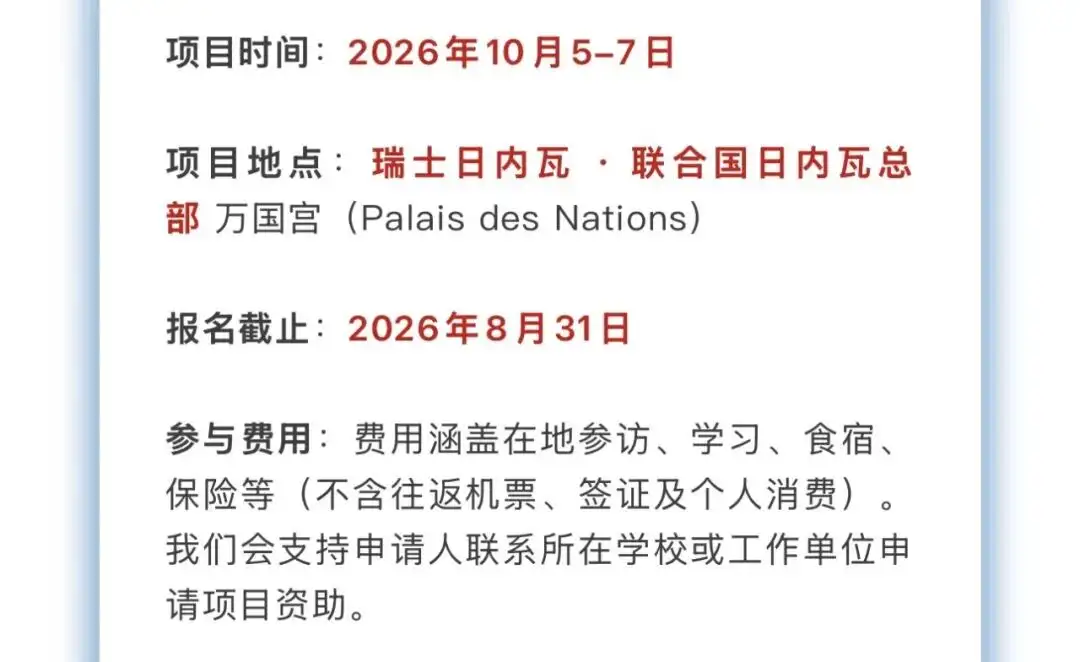 项目时间：2026年10月5–7日
项目地点：瑞士日内瓦 · 联合国日内瓦总
部 万国宫（Palais des Nations）
报名截止：2026年8月31日
参与费用：费用涵盖在地参访、学习、食宿、
保险等（不含往返机票、签证及个人消费）。
我们会支持申请人联系所在学校或工作单位申
请项目资助。